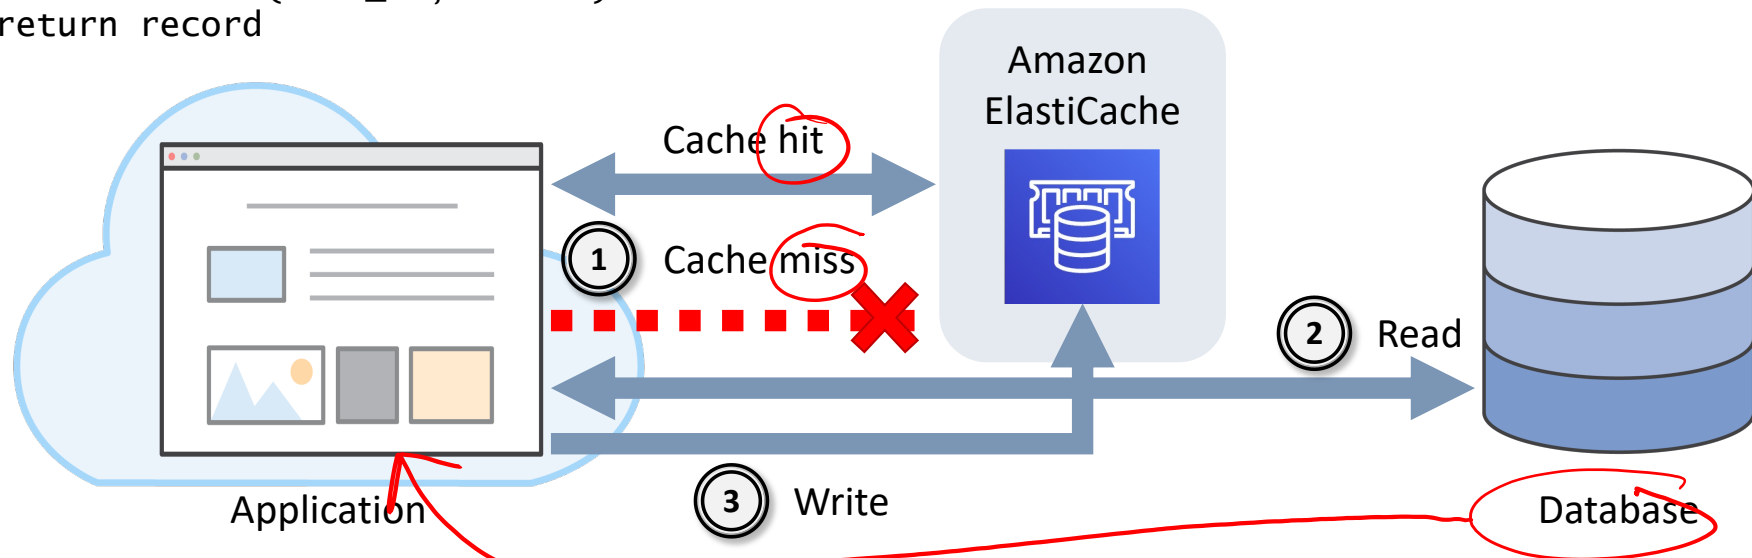 return record
Amazon
ElastiCache
Cache hit
1 Cache miss
2 Read
3 Write
Application
Database